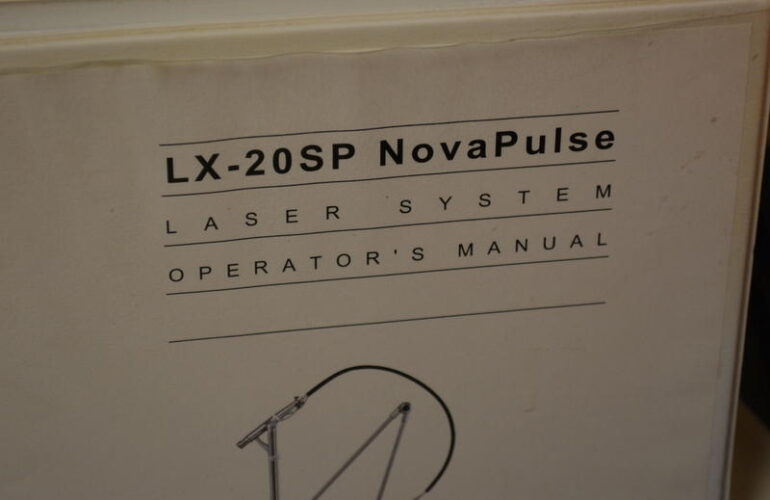 LX-20SP NovaPulse
LASER SYSTEM
OPERATOR'S MANUAL